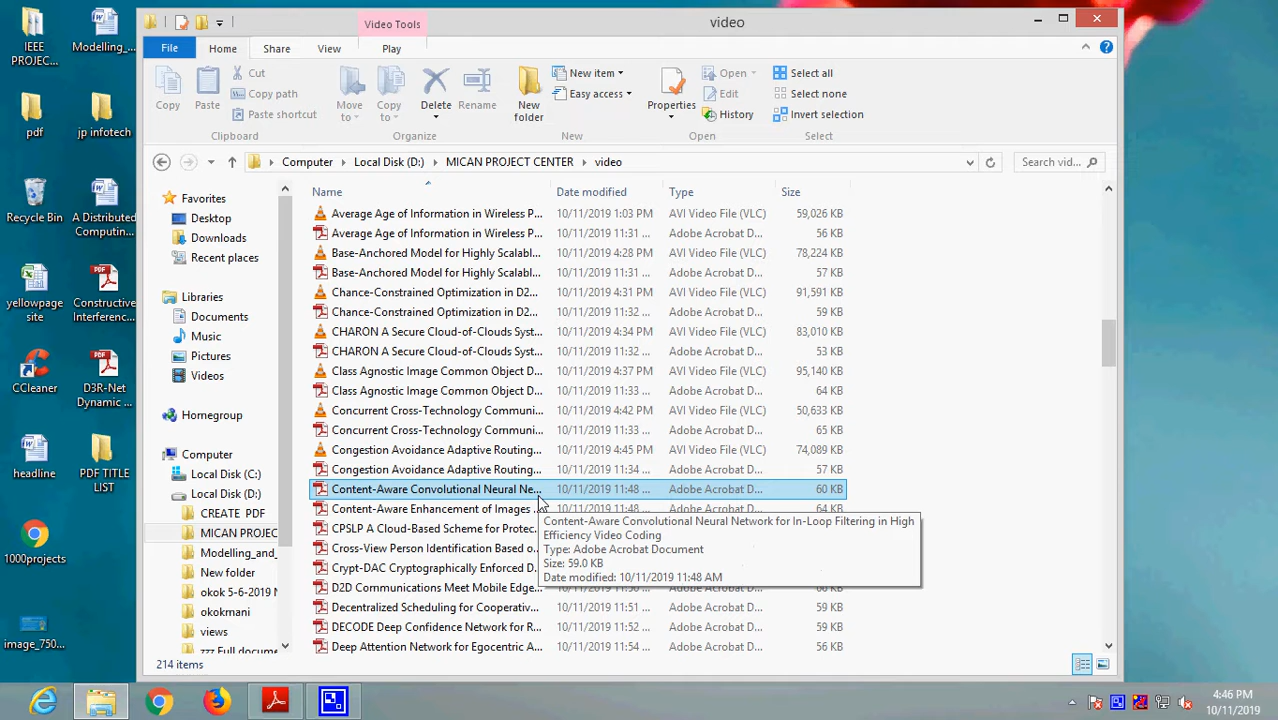 IEEE
PROJEC...
Modelling_...
pdf
jp infotech
Recycle Bin
A Distributed
Computin...
yellowpage
site
Constructive
Interferenc...
CCleaner
D3R-Net
Dynamic ...
headline
PDF TITLE
LIST
1000projects
image_750...
Video Tools
video
File
Home
Share
View
Play
Copy
Paste
Cut
Copy path
Paste shortcut
Clipboard
Move
to
Copy
to
Delete
Rename
Organize
New
folder
New item
Easy access
New
Properties
Open
Edit
History
Open
Select all
Select none
Invert selection
Select
Computer
Local Disk (D:)
MICAN PROJECT CENTER
video
Search vid...
Favorites
Desktop
Downloads
Recent places
Libraries
Documents
Music
Pictures
Videos
Homegroup
Computer
Local Disk (C:)
Local Disk (D:)
CREATE PDF
MICAN PROJEC
Modelling_and_
New folder
okok 5-6-2019 N
okokmani
views
zzz Full docume
Name Date modified Type Size
Average Age of Information in Wireless P... 10/11/2019 1:03 PM AVI Video File (VLC) 59,026 KB
Average Age of Information in Wireless P... 10/11/2019 11:31 ... Adobe Acrobat D... 56 KB
Base-Anchored Model for Highly Scalabl... 10/11/2019 4:28 PM AVI Video File (VLC) 78,224 KB
Base-Anchored Model for Highly Scalabl... 10/11/2019 11:31 ... Adobe Acrobat D... 57 KB
Chance-Constrained Optimization in D2... 10/11/2019 4:31 PM AVI Video File (VLC) 91,591 KB
Chance-Constrained Optimization in D2... 10/11/2019 11:32 ... Adobe Acrobat D... 59 KB
CHARON A Secure Cloud-of-Clouds Syst... 10/11/2019 4:34 PM AVI Video File (VLC) 83,010 KB
CHARON A Secure Cloud-of-Clouds Syst... 10/11/2019 11:32 ... Adobe Acrobat D... 53 KB
Class Agnostic Image Common Object D... 10/11/2019 4:37 PM AVI Video File (VLC) 95,140 KB
Class Agnostic Image Common Object D... 10/11/2019 11:33 ... Adobe Acrobat D... 64 KB
Concurrent Cross-Technology Communi... 10/11/2019 4:42 PM AVI Video File (VLC) 50,633 KB
Concurrent Cross-Technology Communi... 10/11/2019 11:33 ... Adobe Acrobat D... 65 KB
Congestion Avoidance Adaptive Routing... 10/11/2019 4:45 PM AVI Video File (VLC) 74,089 KB
Congestion Avoidance Adaptive Routing... 10/11/2019 11:34 ... Adobe Acrobat D... 57 KB
Content-Aware Convolutional Neural Ne... 10/11/2019 11:48 ... Adobe Acrobat D... 60 KB
Content-Aware Enhancement of Images ... 10/11/2019 11:48 ... Adobe Acrobat D... 64 KB
CPSLP A Cloud-Based Scheme for Protec...
Cross-View Person Identification Based o...
Crypt-DAC Cryptographically Enforced D...
D2D Communications Meet Mobile Edge...
Decentralized Scheduling for Cooperativ... 10/11/2019 11:51 ... Adobe Acrobat D... 59 KB
DECODE Deep Confidence Network for R... 10/11/2019 11:51 ... Adobe Acrobat D... 59 KB
Deep Attention Network for Egocentric A... 10/11/2019 11:54 ... Adobe Acrobat D... 56 KB
Content-Aware Convolutional Neural Network for In-Loop Filtering in High
Efficiency Video Coding
Type: Adobe Acrobat Document
Size: 59.0 KB
Date modified: 10/11/2019 11:48 AM
214 items
4:46 PM
10/11/2019